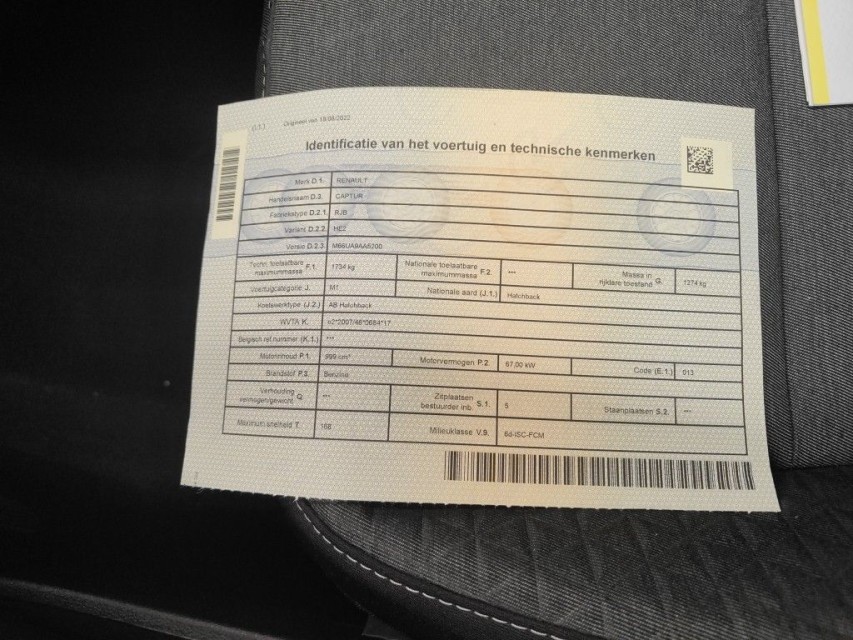 (I.1.) Origineel van 19/08/2022
Identificatie van het voertuig en technische kenmerken
Merk D.1. RENAULT
Handelsnaam D.3. CAPTUR
Fabriekstype D.2.1. RJB
Variant D.2.2. HE2
Versie D.2.3. M66UA9AA6200
Techn. toelaatbare maximummassa F.1. 1734 kg Nationale toelaatbare maximummassa F.2. --- Massa in rijklare toestand G. 1274 kg
Voertuigcategorie J. M1 Nationale aard (J.1.) Hatchback
Koetswerktype (J.2.) AB Hatchback
WVTA K. e2*2007/46*0684*17
Belgisch ref.nummer (K.1.) ---
Motorinhoud P.1. 999 cm³ Motorvermogen P.2. 67,00 kW Code (E.1.) 013
Brandstof P.3. Benzine
Verhouding vermogen/gewicht Q. --- Zitplaatsen bestuurder inb. S.1. 5 Staanplaatsen S.2. ---
Maximum snelheid T. 168 Milieuklasse V.9. 6d-ISC-FCM